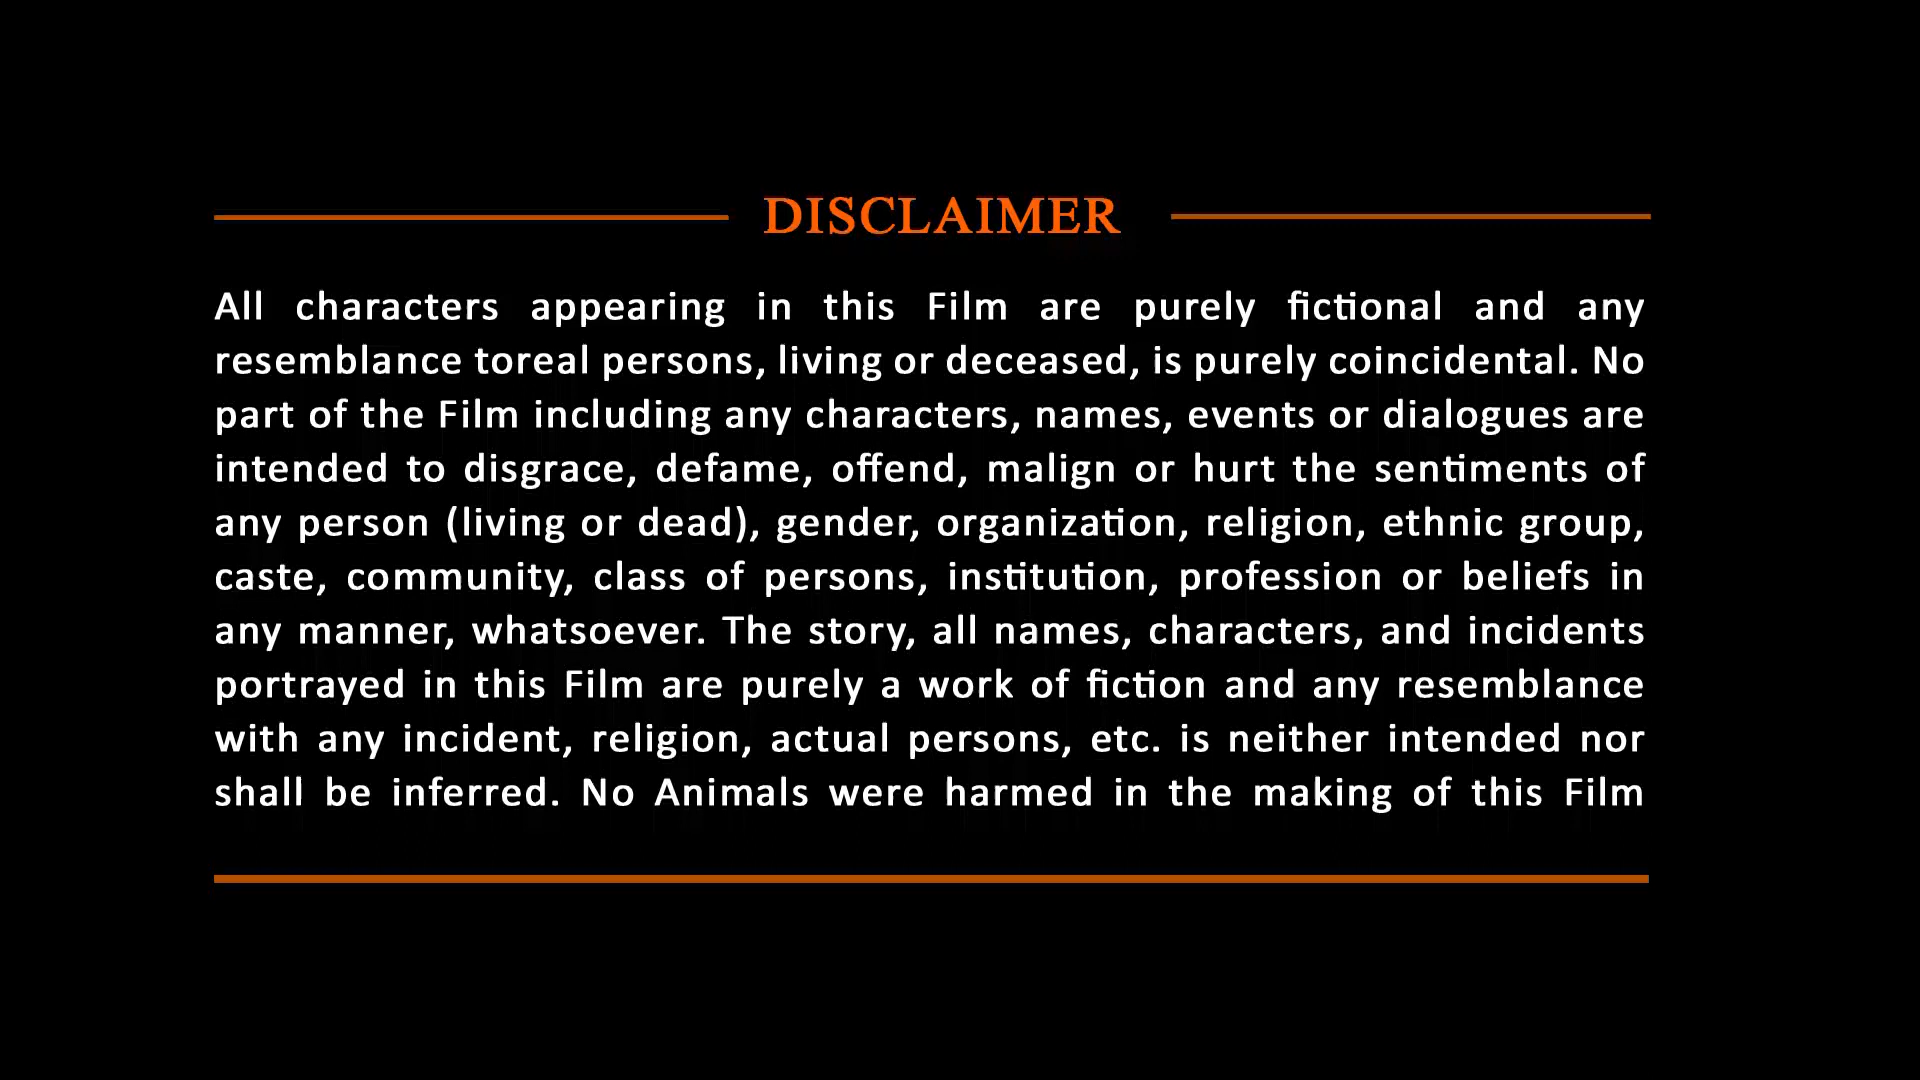 DISCLAIMER
All characters appearing in this Film are purely fictional and any
resemblance toreal persons, living or deceased, is purely coincidental. No
part of the Film including any characters, names, events or dialogues are
intended to disgrace, defame, offend, malign or hurt the sentiments of
any person (living or dead), gender, organization, religion, ethnic group,
caste, community, class of persons, institution, profession or beliefs in
any manner, whatsoever. The story, all names, characters, and incidents
portrayed in this Film are purely a work of fiction and any resemblance
with any incident, religion, actual persons, etc. is neither intended nor
shall be inferred. No Animals were harmed in the making of this Film